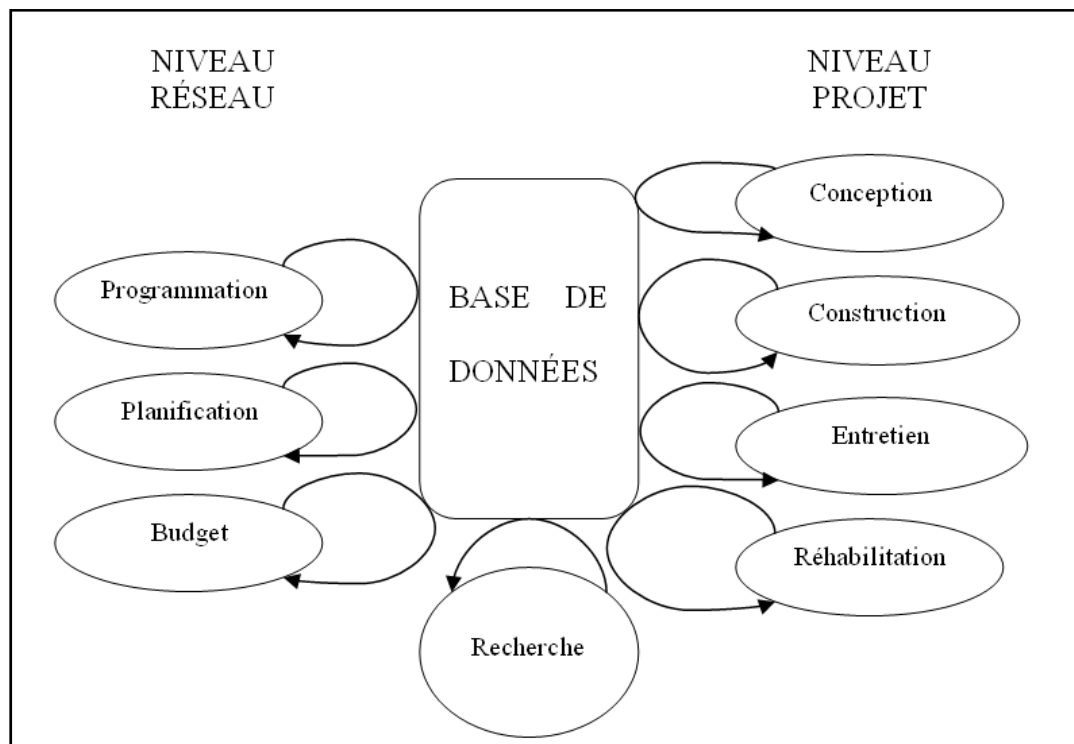 NIVEAU
RÉSEAU
NIVEAU
PROJET
Programmation
Planification
Budget
BASE DE
DONNÉES
Recherche
Conception
Construction
Entretien
Réhabilitation